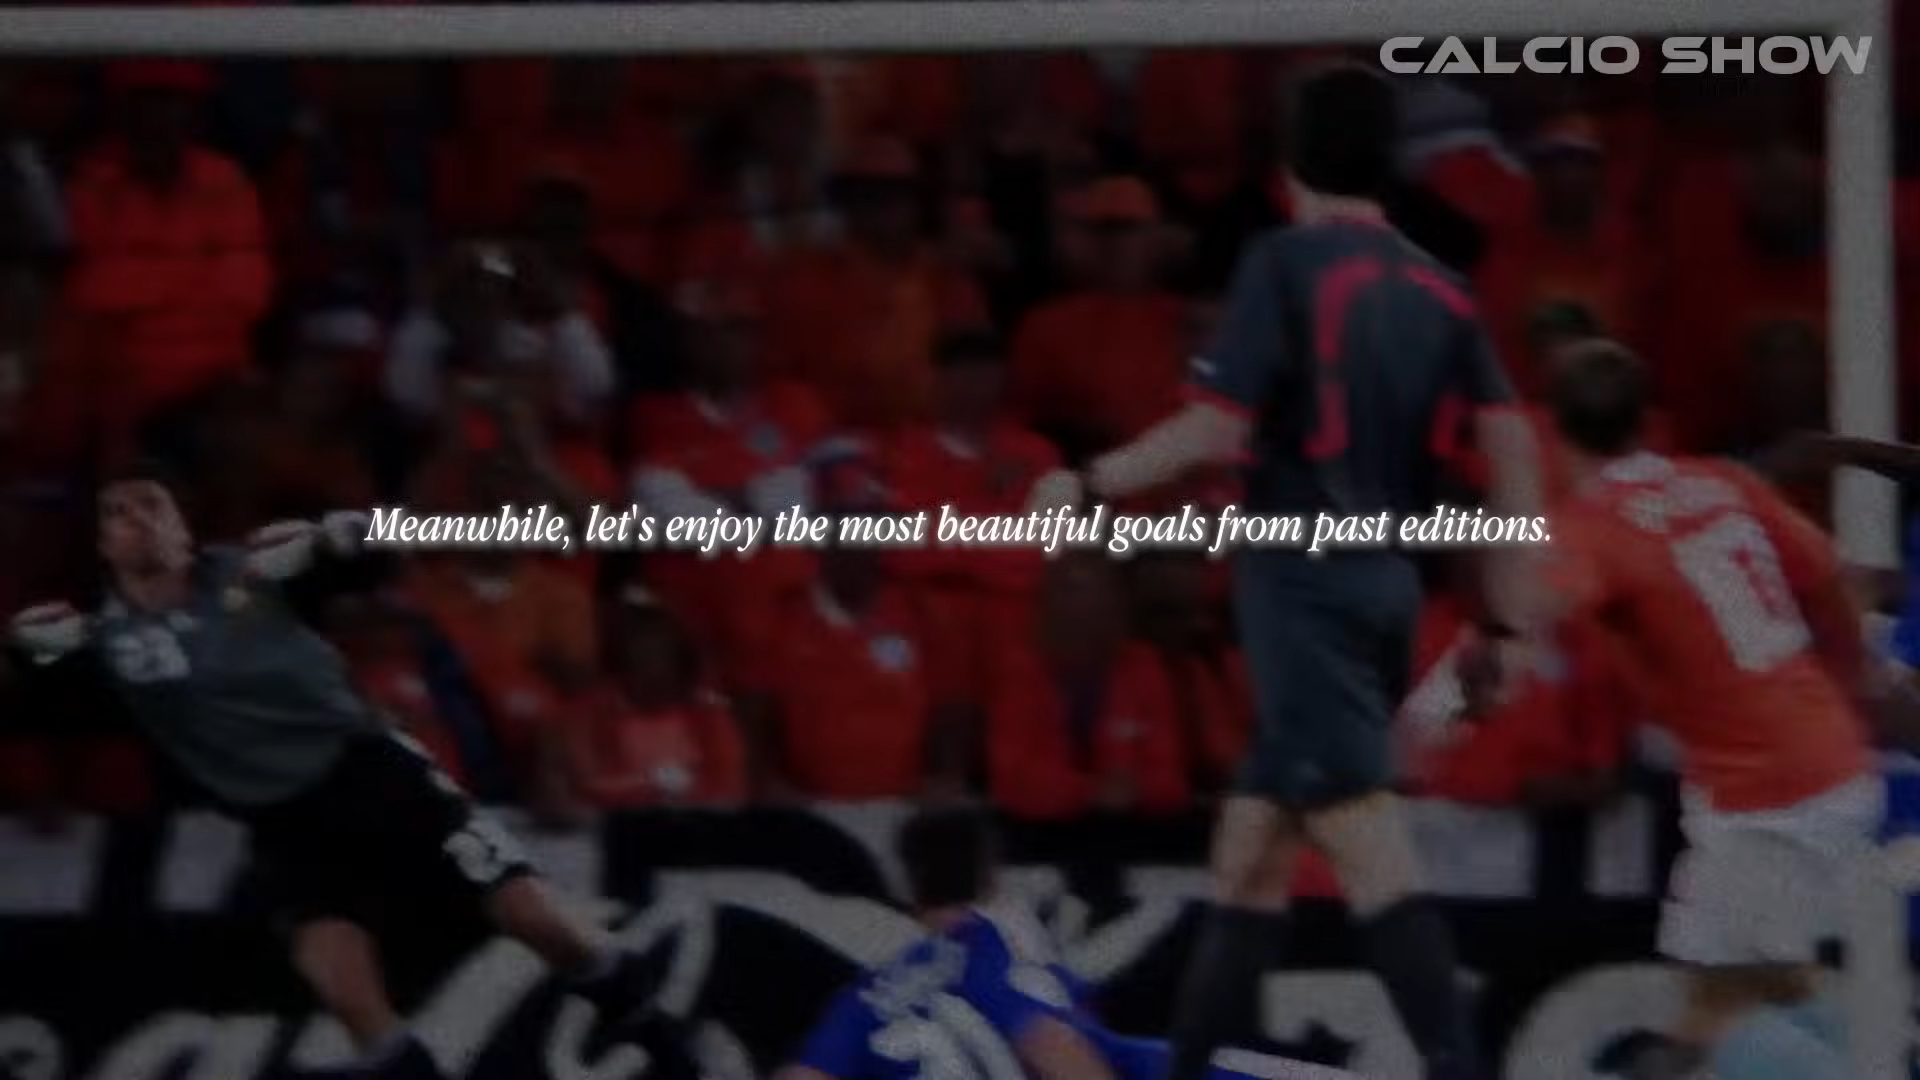 CALCIO SHOW
Meanwhile, let's enjoy the most beautiful goals from past editions.